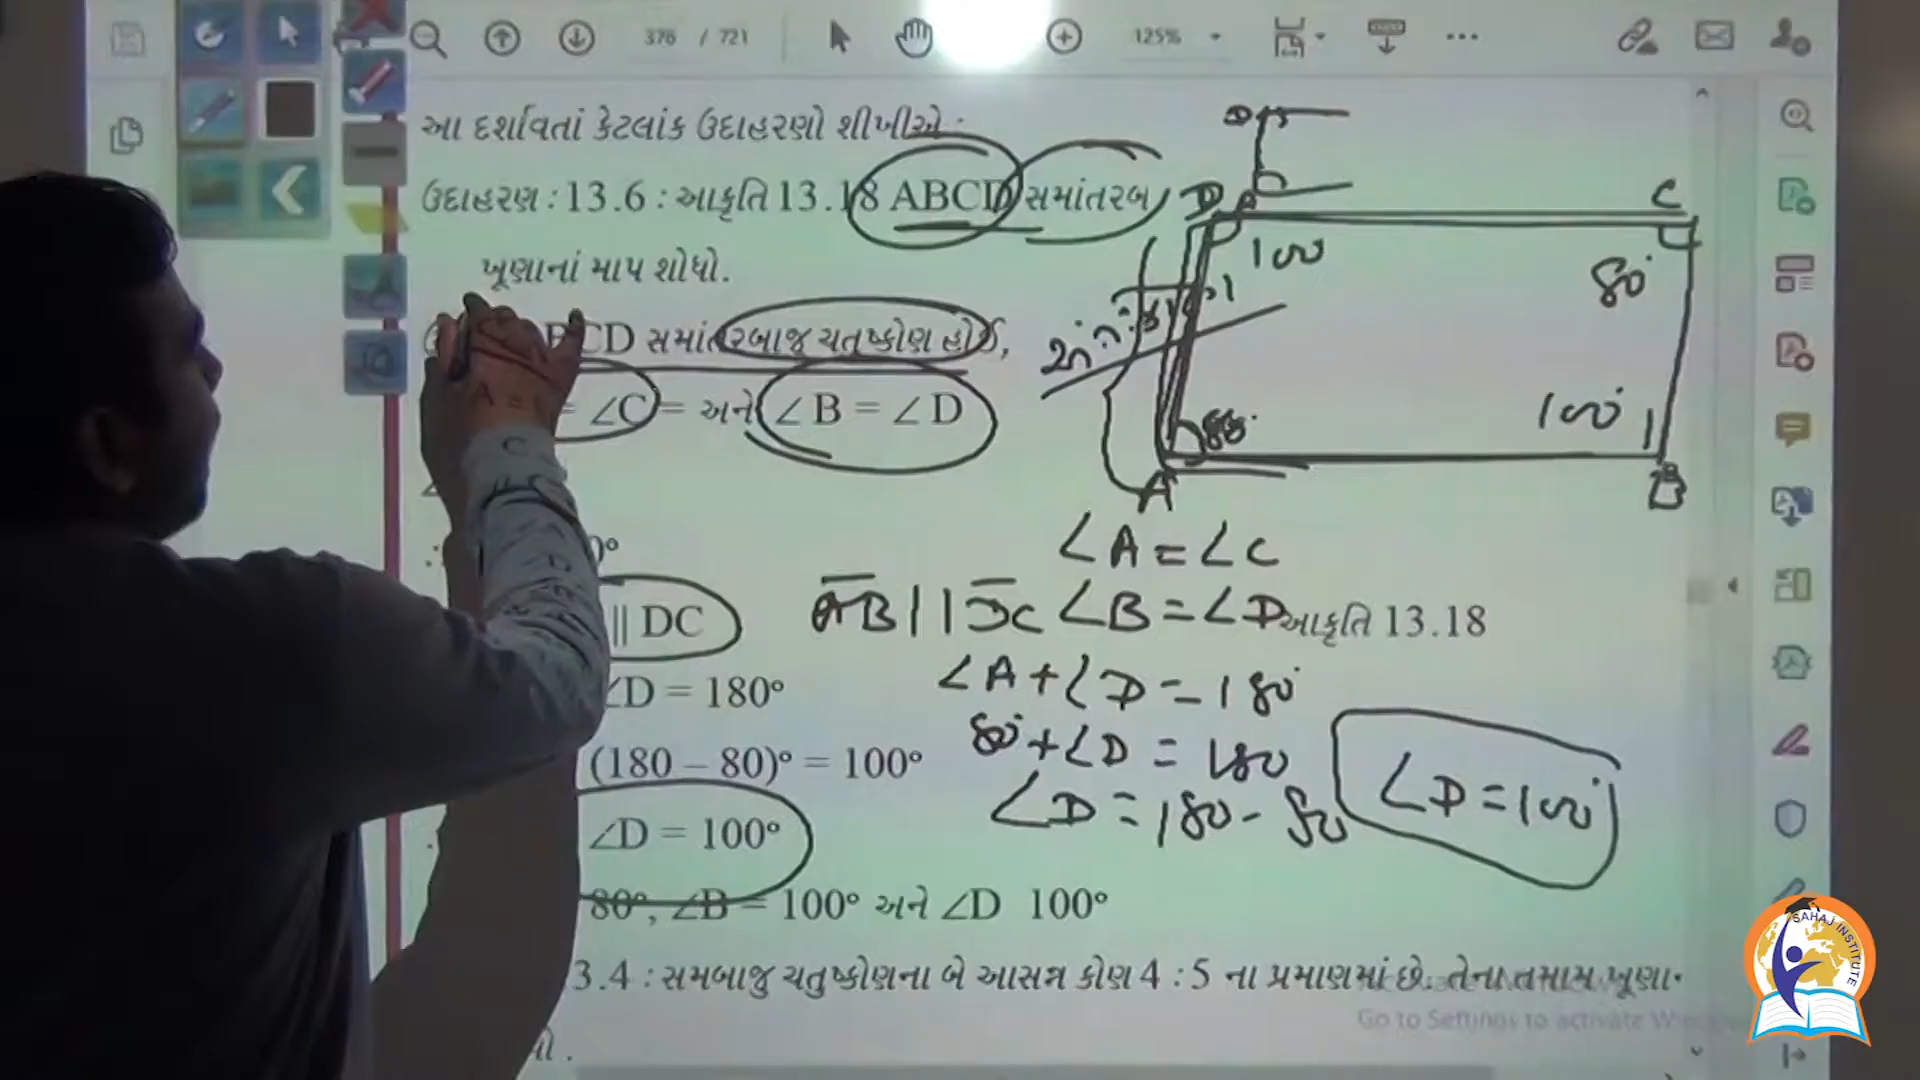 376 / 721
125%
આ દર્શાવતાં કેટલાંક ઉદાહરણો શીખીએ :
ઉદાહરણ : 13.6 : આકૃતિ 13.18 ABCD સમાંતરબ
ખૂણાનાં માપ શોધો.
BCD સમાંતરબાજુ ચતુષ્કોણ હોઈ,
= ∠C = અને ∠B = ∠D
0°
|| DC
∠D = 180°
(180 – 80)° = 100°
∠D = 100°
80°, ∠B = 100° અને ∠D 100°
3.4 : સમબાજુ ચતુષ્કોણના બે આસન્ન કોણ 4 : 5 ના પ્રમાણમાં છે. તેના તમામ ખૂણા
આકૃતિ 13.18
D
A
D
C
100
80°
100°
A
B
∠A = ∠C
AB || DC ∠B = ∠D
∠A + ∠D = 180°
80° + ∠D = 180
∠D = 180 - 80
∠D = 100°
Go to Settings to activate
SAHAJ INSTITUTE